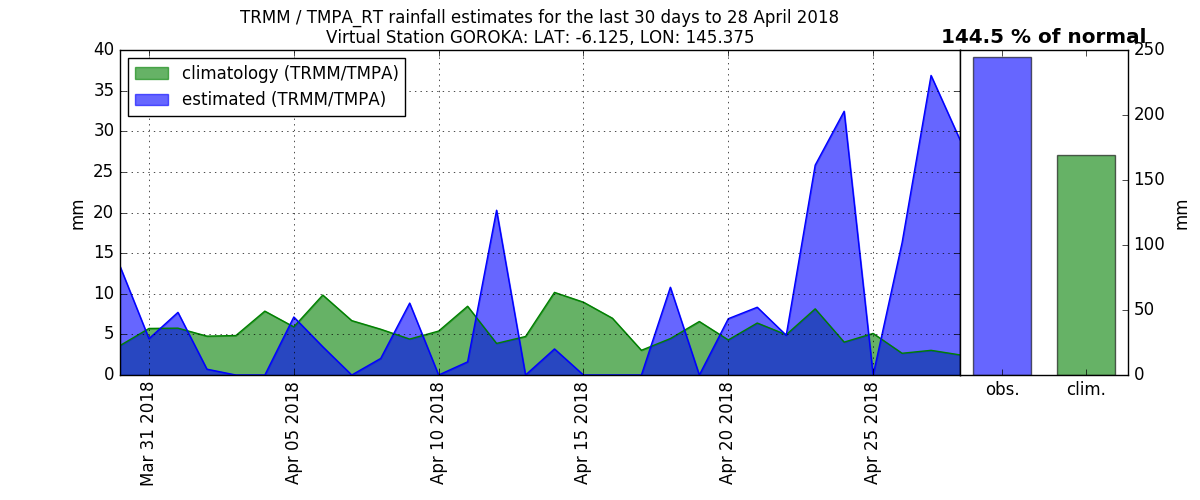 TRMM / TMPA_RT rainfall estimates for the last 30 days to 28 April 2018
Virtual Station GOROKA: LAT: -6.125, LON: 145.375
144.5 % of normal
climatology (TRMM/TMPA)
estimated (TRMM/TMPA)
40
35
30
25
20
15
10
5
0
mm
Mar 31 2018
Apr 05 2018
Apr 10 2018
Apr 15 2018
Apr 20 2018
Apr 25 2018
obs.
clim.
250
200
150
100
50
0
mm